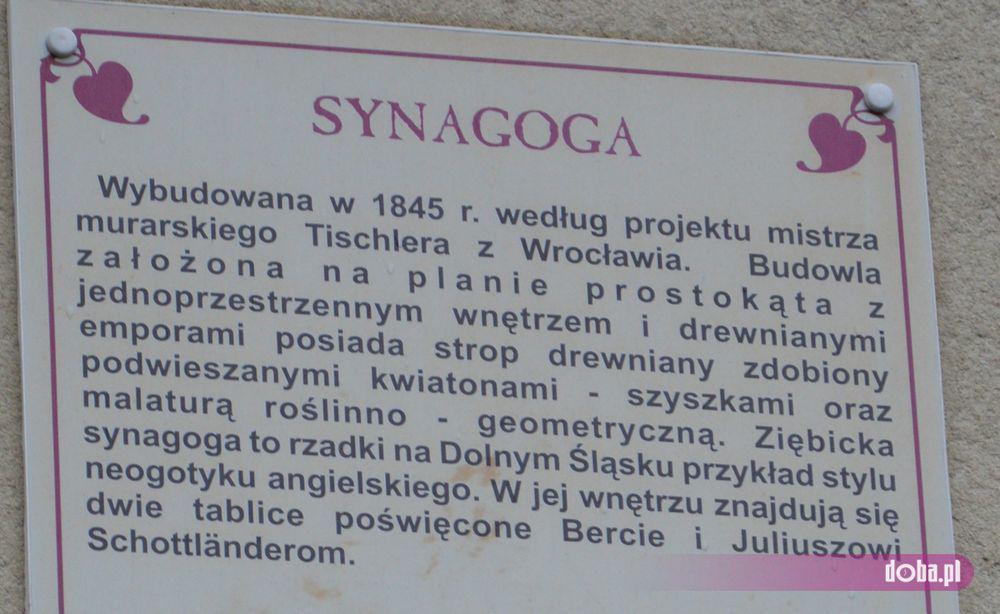 SYNAGOGA
Wybudowana w 1845 r. według projektu mistrza
murarskiego Tischlera z Wrocławia. Budowla
założona na planie prostokąta z
jednoprzestrzennym wnętrzem i drewnianymi
emporami posiada strop drewniany zdobiony
podwieszanymi kwiatonami - szyszkami oraz
malaturą roślinno - geometryczną. Ziębicka
synagoga to rzadki na Dolnym Śląsku przykład stylu
neogotyku angielskiego. W jej wnętrzu znajdują się
dwie tablice poświęcone Bercie i Juliuszowi
Schottländerom.
doba.pl